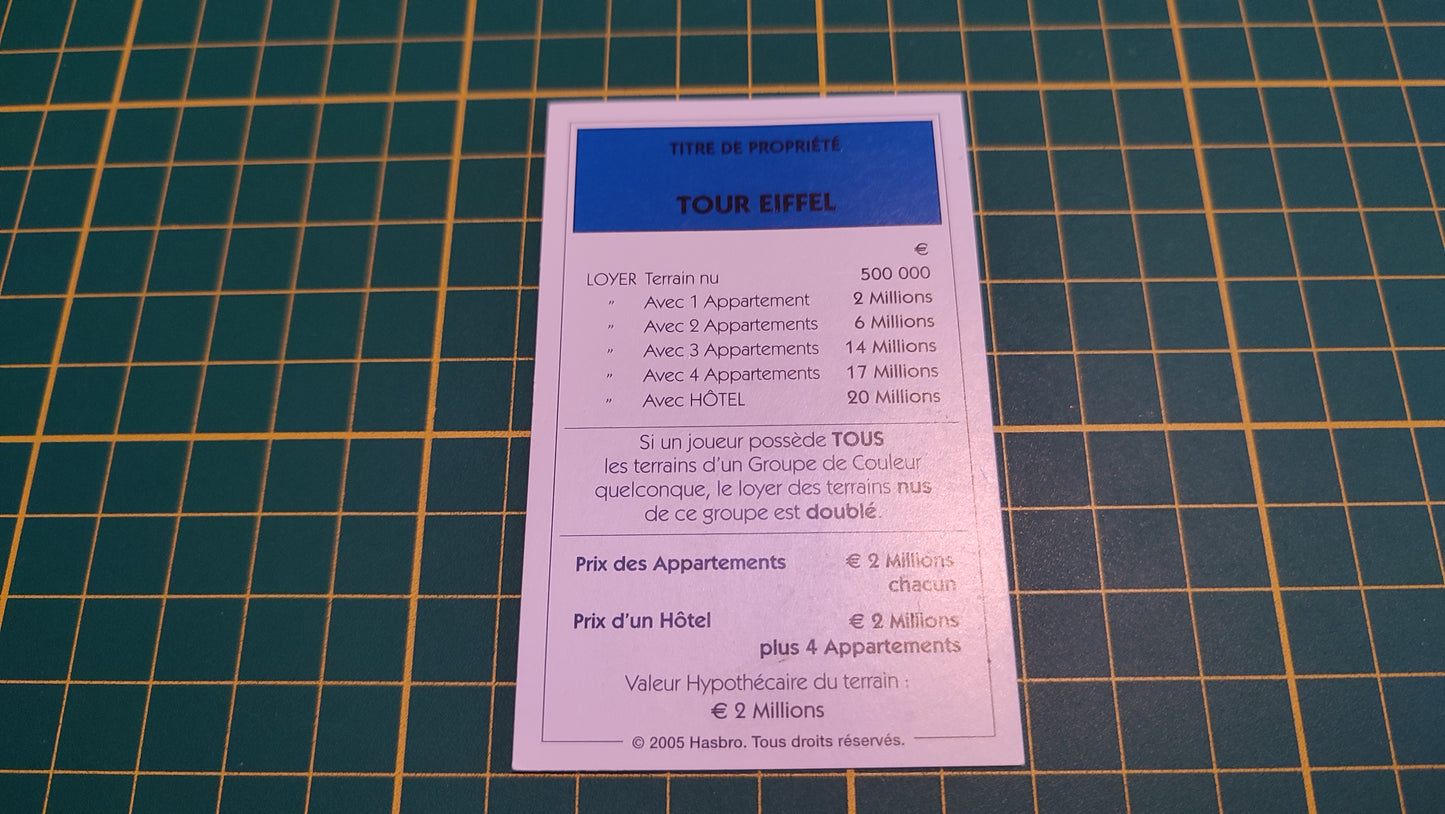 TITRE DE PROPRIÉTÉ
TOUR EIFFEL
€
LOYER Terrain nu 500 000
” Avec 1 Appartement 2 Millions
” Avec 2 Appartements 6 Millions
” Avec 3 Appartements 14 Millions
” Avec 4 Appartements 17 Millions
” Avec HÔTEL 20 Millions
Si un joueur possède TOUS
les terrains d'un Groupe de Couleur
quelconque, le loyer des terrains nus
de ce groupe est doublé.
Prix des Appartements € 2 Millions
chacun
Prix d'un Hôtel € 2 Millions
plus 4 Appartements
Valeur Hypothécaire du terrain :
€ 2 Millions
© 2005 Hasbro. Tous droits réservés.